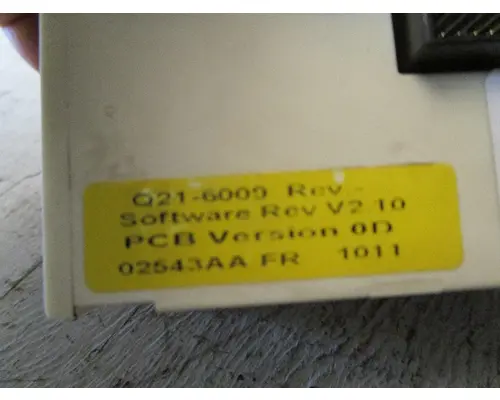 Q21-6009 Rev.-
Software Rev V2.10
PCB Version 0D
02543AA FR 1011